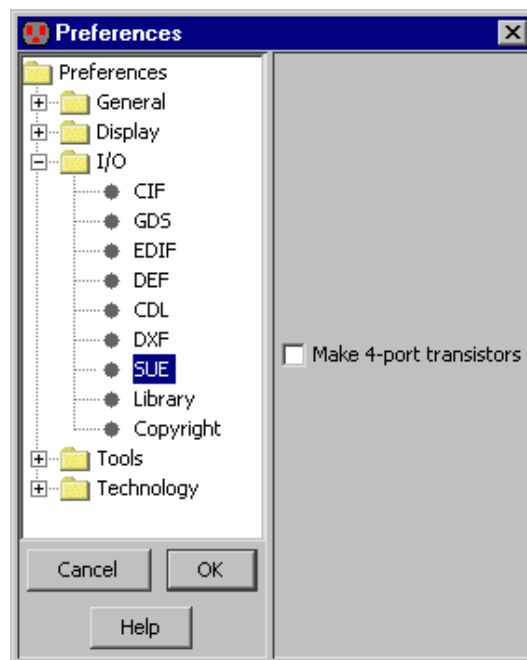 Preferences
Preferences
General
Display
I/O
CIF
GDS
EDIF
DEF
CDL
DXF
SUE
Library
Copyright
Tools
Technology
Cancel
OK
Help
Make 4-port transistors